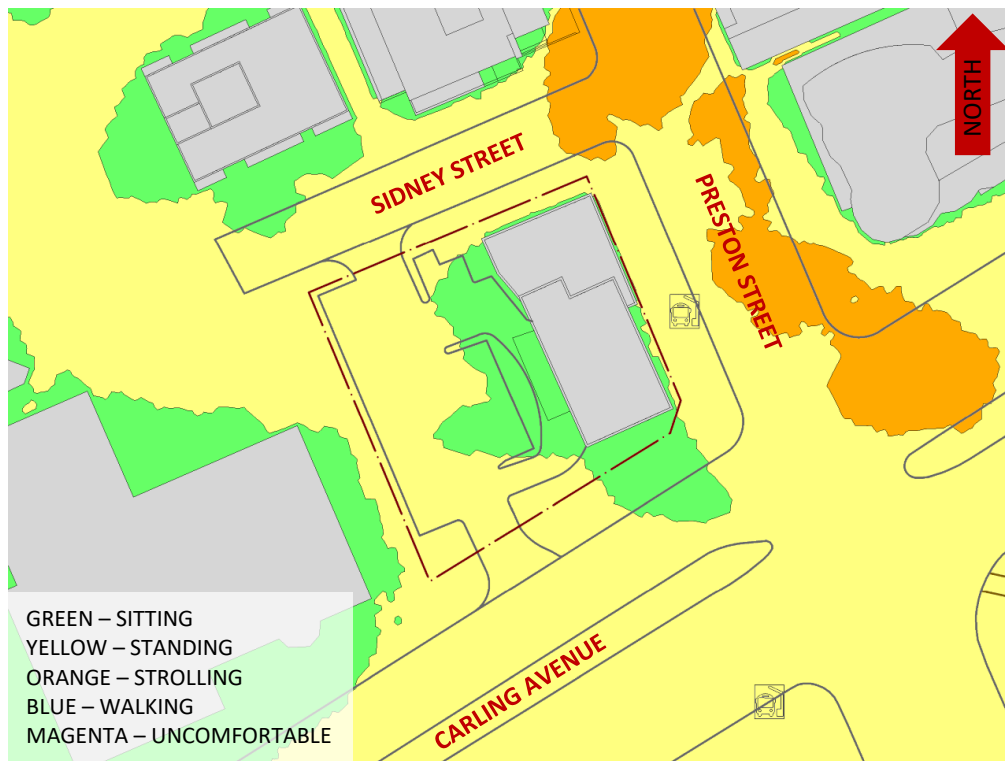 NORTH
SIDNEY STREET
PRESTON STREET
GREEN – SITTING
YELLOW – STANDING
ORANGE – STROLLING
BLUE – WALKING
MAGENTA – UNCOMFORTABLE
CARLING AVENUE